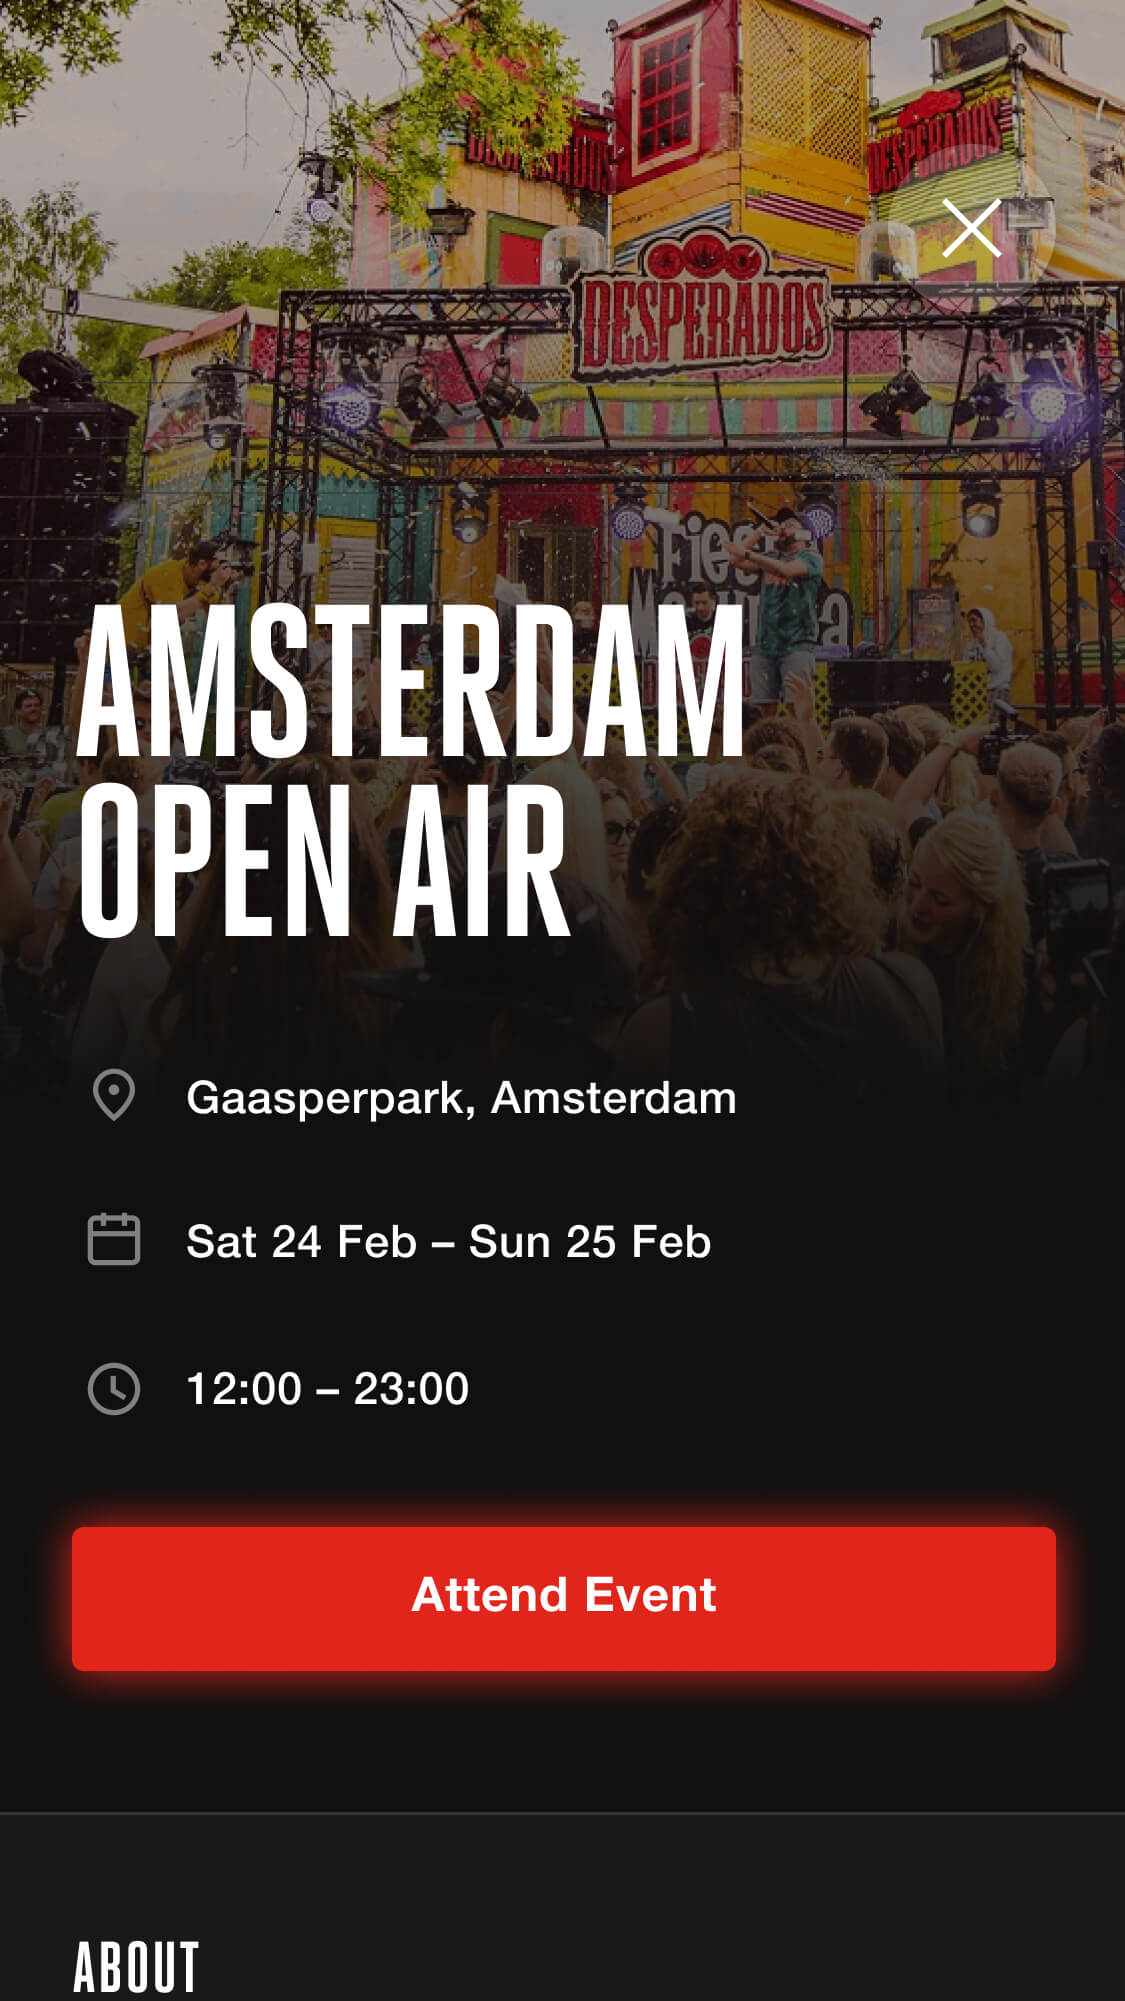 DESPERADOS
DESPERADOS
DESPERADOS
Fies
AMSTERDAM
OPEN AIR
Gaasperpark, Amsterdam
Sat 24 Feb – Sun 25 Feb
12:00 – 23:00
Attend Event
ABOUT